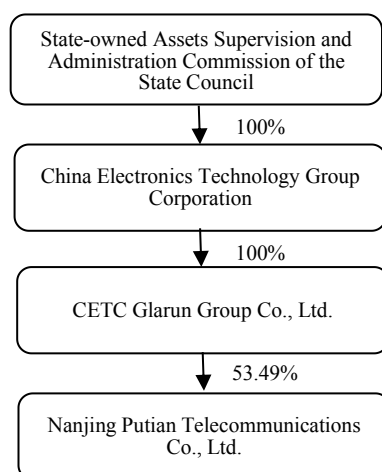 State-owned Assets Supervision and
Administration Commission of the
State Council
100%
China Electronics Technology Group
Corporation
100%
CETC Glarun Group Co., Ltd.
53.49%
Nanjing Putian Telecommunications
Co., Ltd.